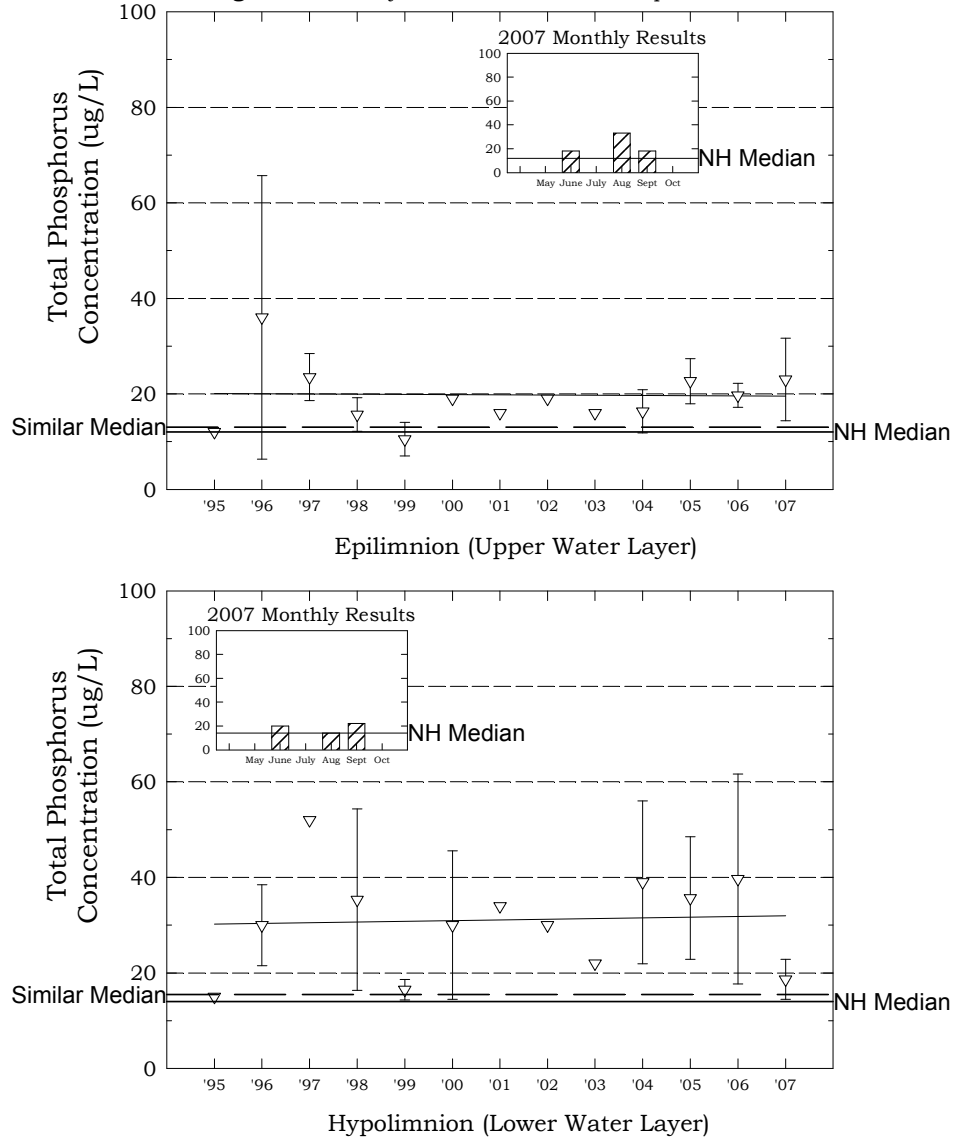 100
80
60
40
20
0
Total Phosphorus
Concentration (ug/L)
2007 Monthly Results
100
80
60
40
20
0
May June July Aug Sept Oct
NH Median
Similar Median
NH Median
'95 '96 '97 '98 '99 '00 '01 '02 '03 '04 '05 '06 '07
Epilimnion (Upper Water Layer)
100
80
60
40
20
0
Total Phosphorus
Concentration (ug/L)
2007 Monthly Results
100
80
60
40
20
0
May June July Aug Sept Oct
NH Median
Similar Median
NH Median
'95 '96 '97 '98 '99 '00 '01 '02 '03 '04 '05 '06 '07
Hypolimnion (Lower Water Layer)